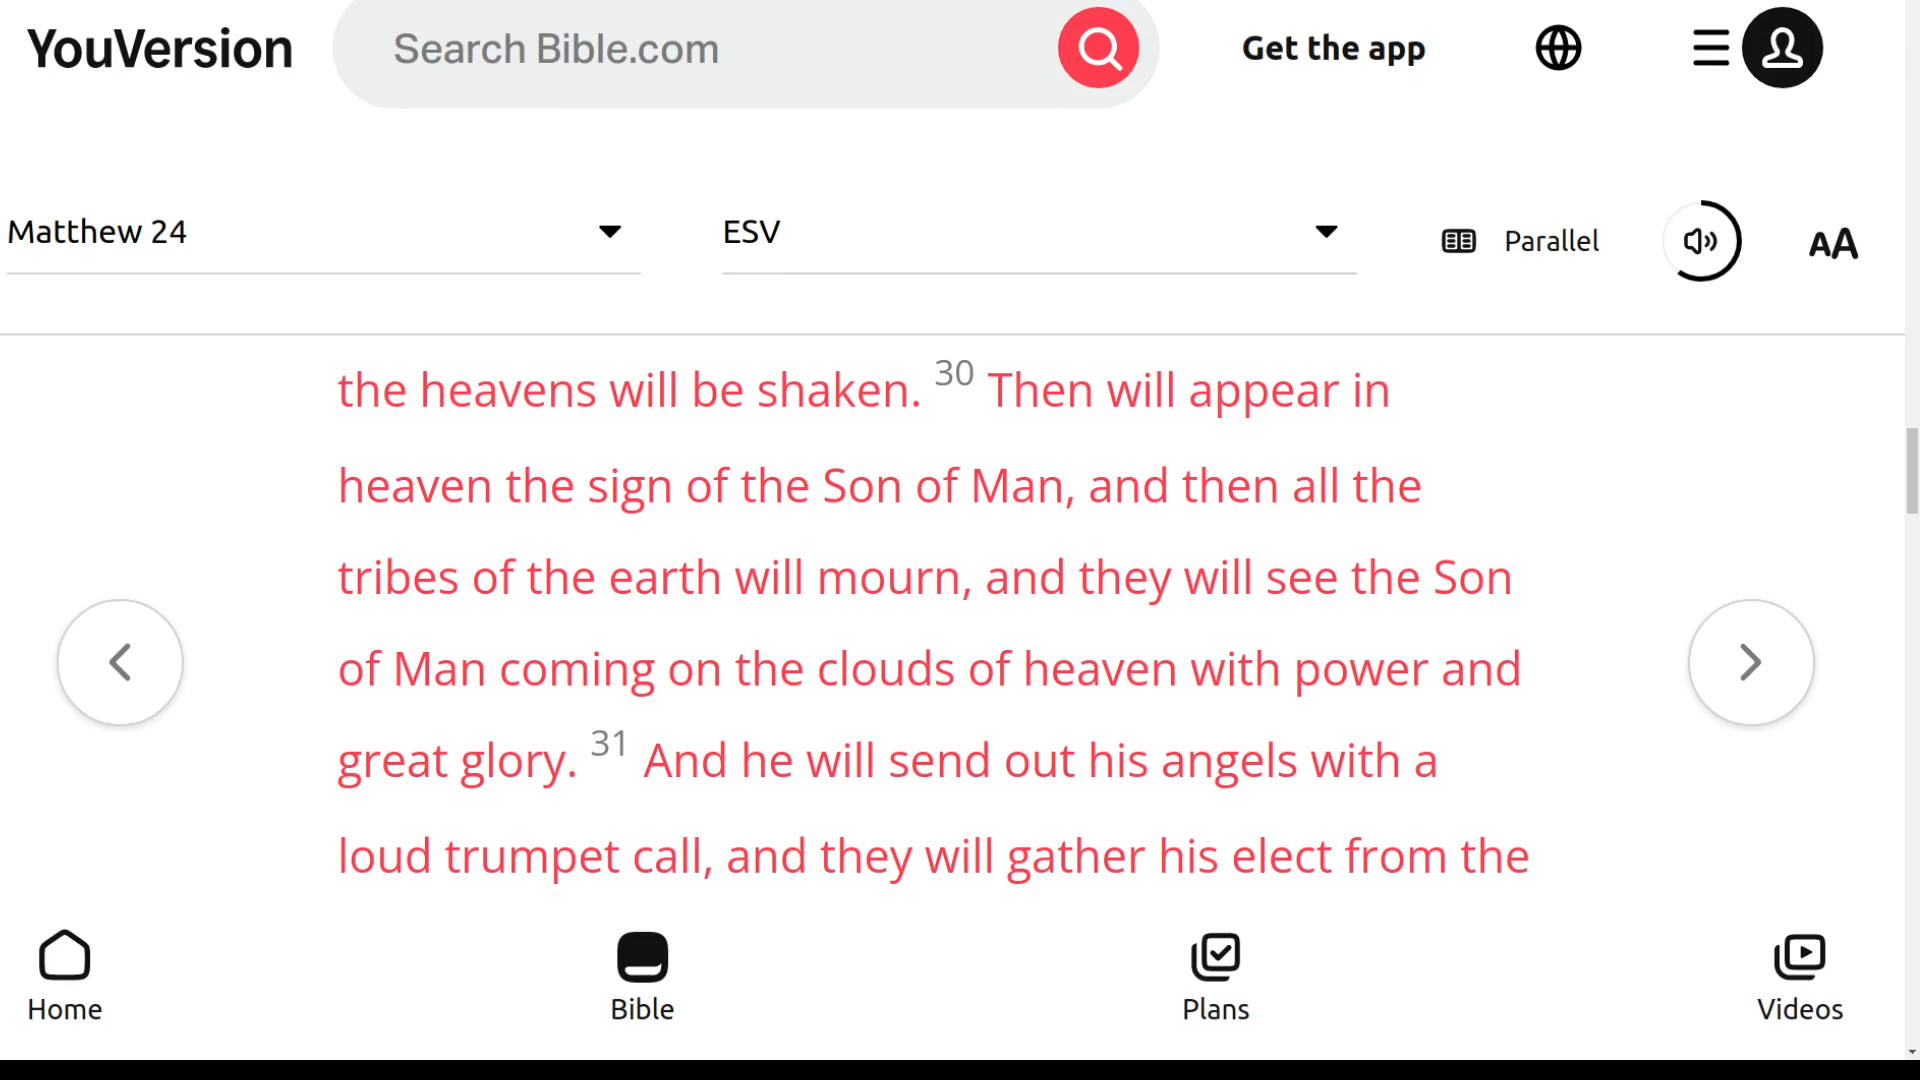 YouVersion
Search Bible.com
Get the app
Matthew 24
ESV
Parallel
AA
the heavens will be shaken. 30 Then will appear in
heaven the sign of the Son of Man, and then all the
tribes of the earth will mourn, and they will see the Son
of Man coming on the clouds of heaven with power and
great glory. 31 And he will send out his angels with a
loud trumpet call, and they will gather his elect from the
Home
Bible
Plans
Videos